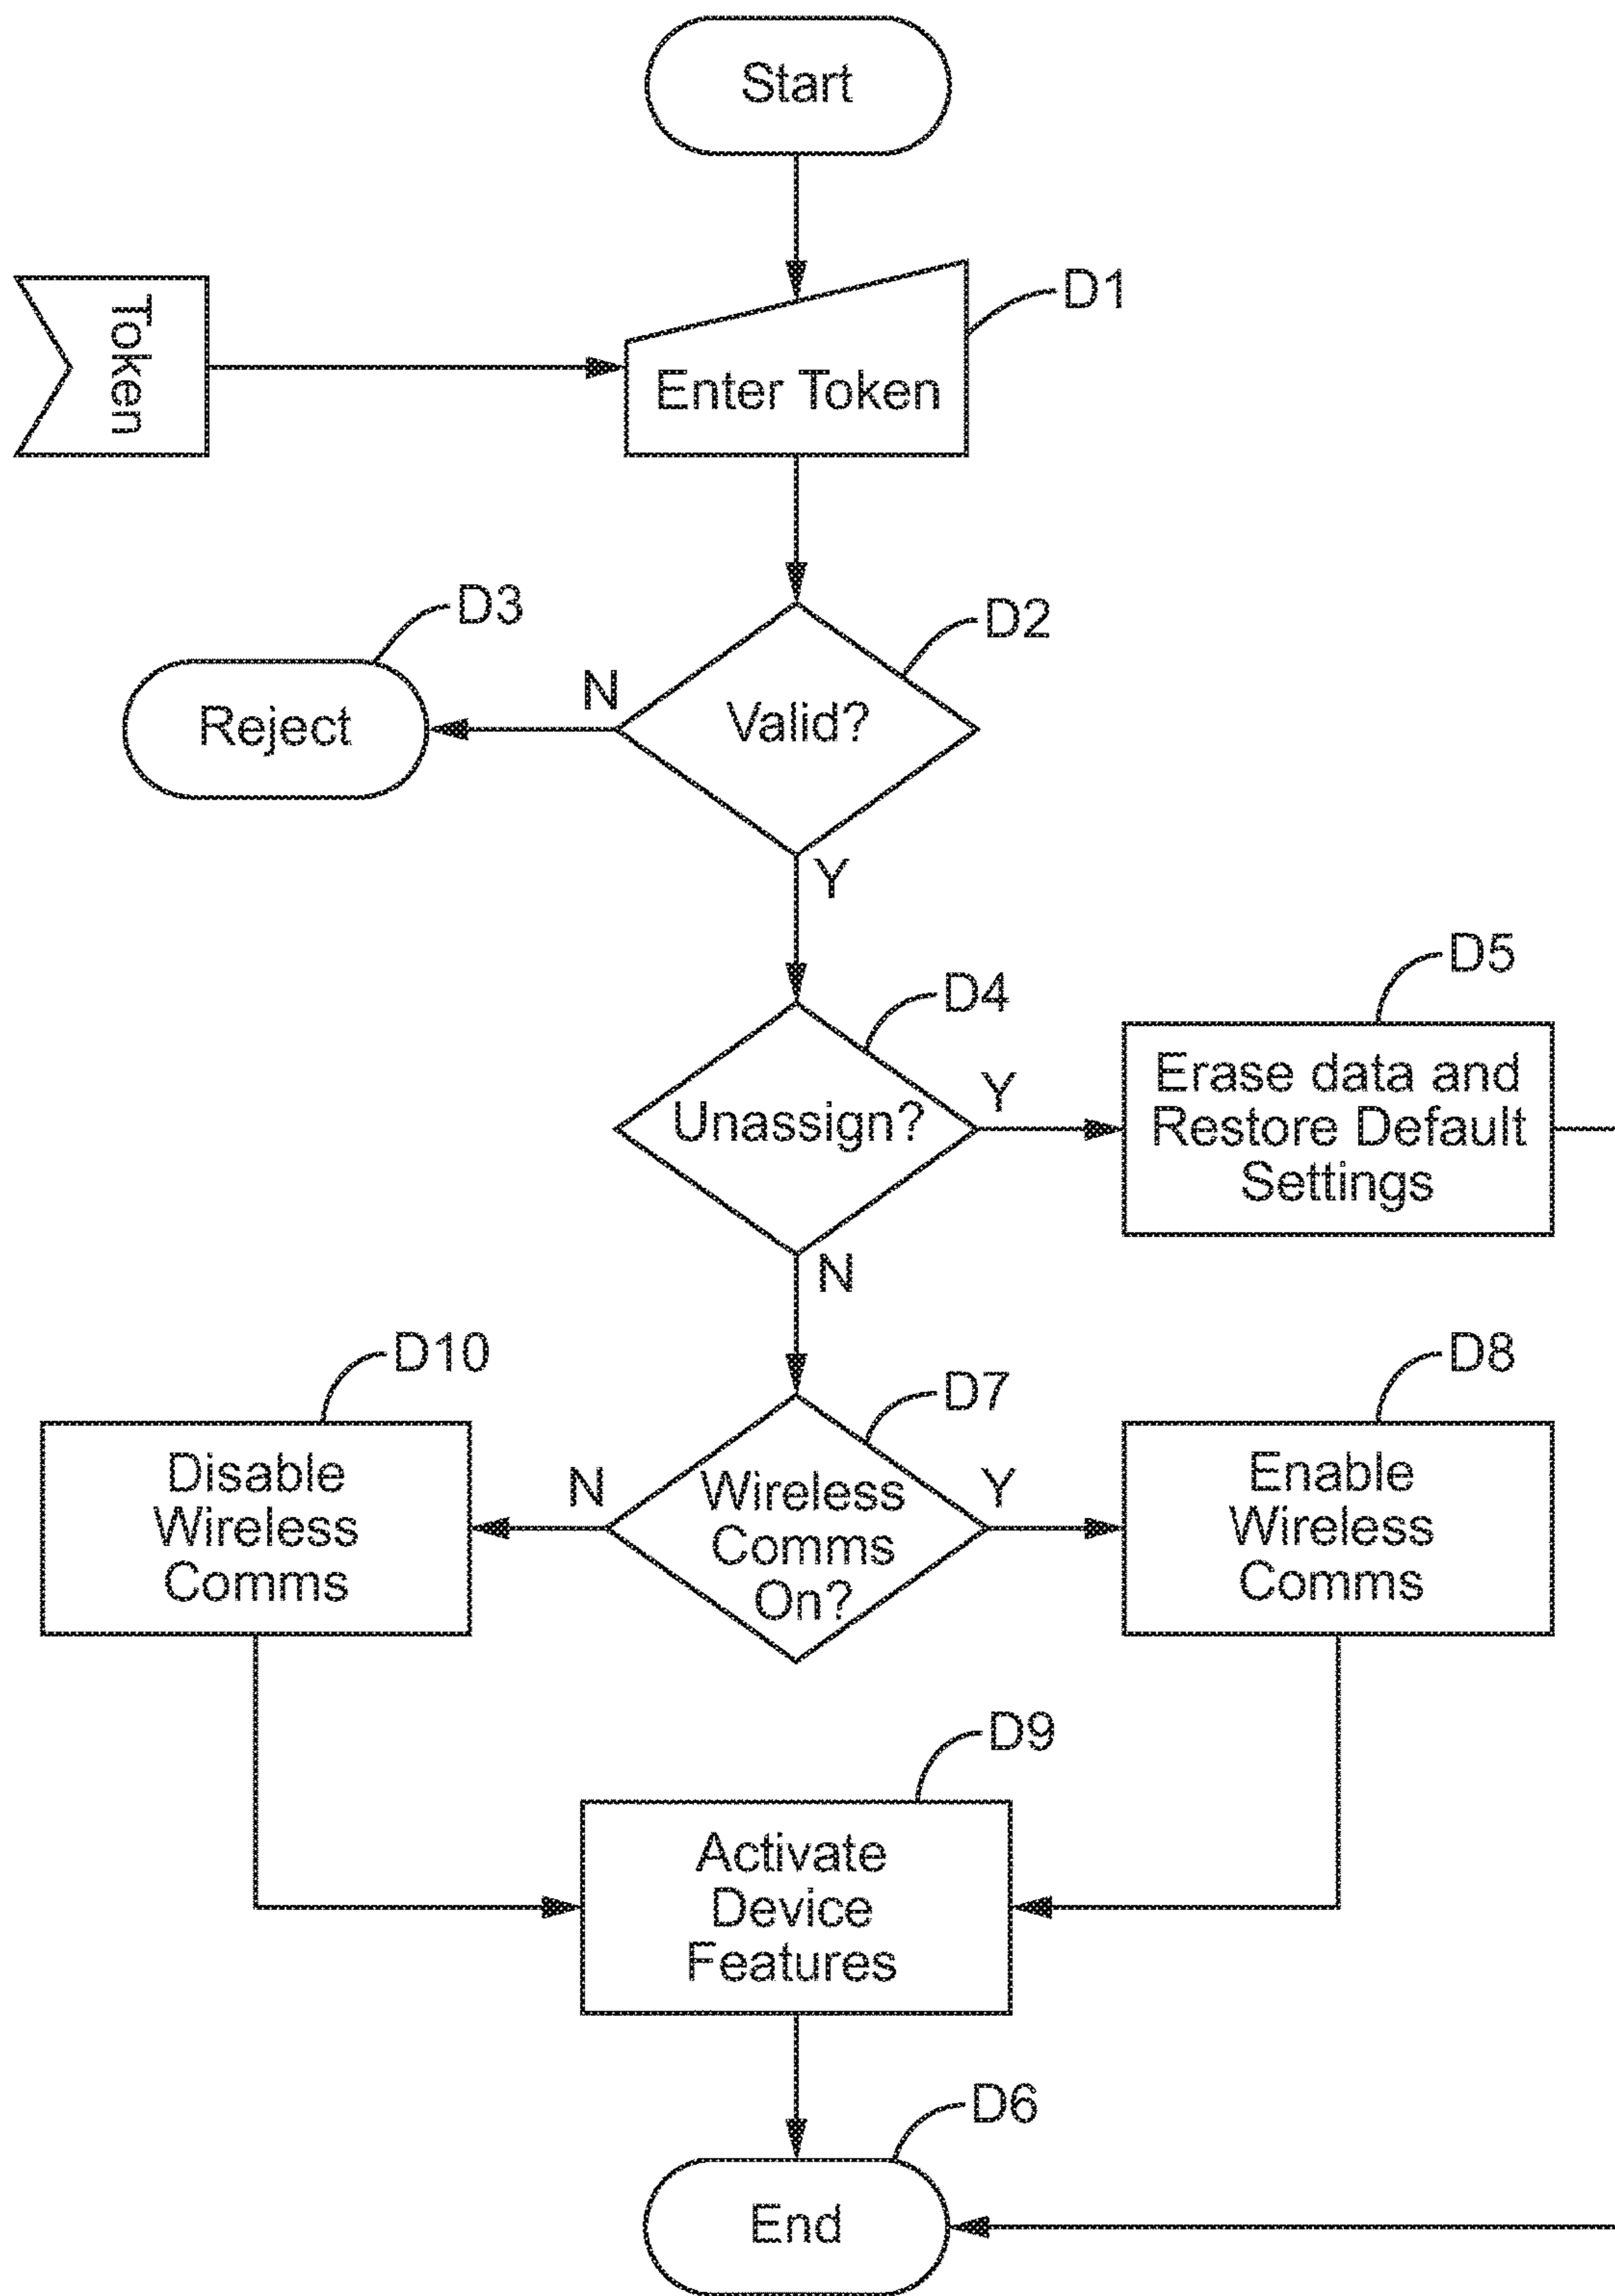 Start
Token
D1
Enter Token
D3
D2
Reject
N
Valid?
Y
D4
D5
Unassign?
Y
Erase data and
Restore Default
Settings
N
D10
D7
D8
Disable
Wireless
Comms
N
Wireless
Comms
On?
Y
Enable
Wireless
Comms
D9
Activate
Device
Features
D6
End